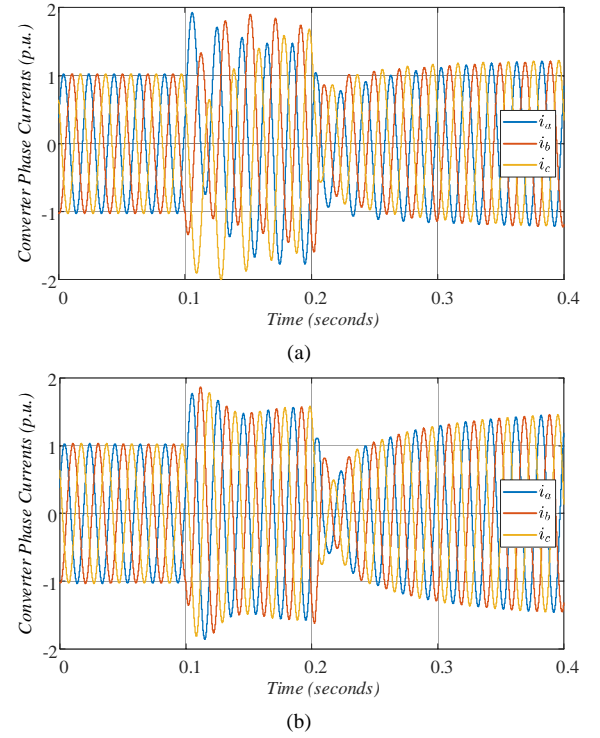 2
1
0
-1
-2
Converter Phase Currents (p.u.)
i_a
i_b
i_c
0 0.1 0.2 0.3 0.4
Time (seconds)
(a)
2
1
0
-1
-2
Converter Phase Currents (p.u.)
i_a
i_b
i_c
0 0.1 0.2 0.3 0.4
Time (seconds)
(b)